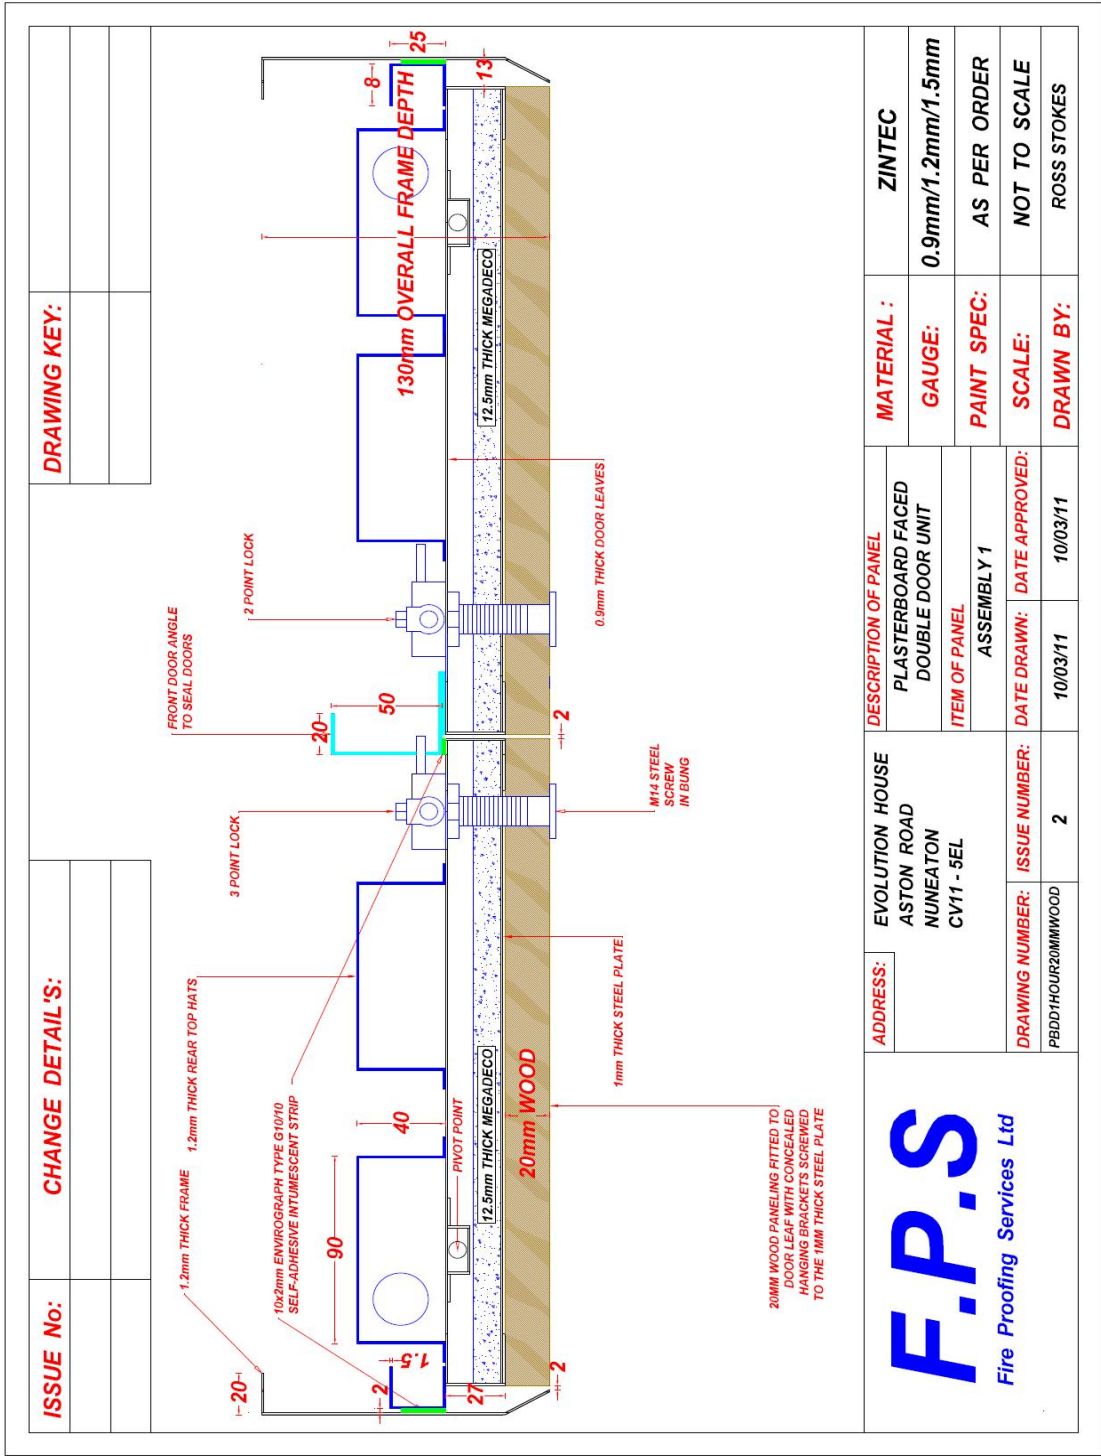 ISSUE No:
CHANGE DETAIL'S:
DRAWING KEY:
1.2mm THICK FRAME
1.2mm THICK REAR TOP HATS
3 POINT LOCK
FRONT DOOR ANGLE
TO SEAL DOORS
2 POINT LOCK
10x2mm ENVIROGRAPH TYPE G10/10
SELF-ADHESIVE INTUMESCENT STRIP
20
2
1.5
90
40
20
50
8
25
130mm OVERALL FRAME DEPTH
PIVOT POINT
27
13
12.5mm THICK MEGADECO
12.5mm THICK MEGADECO
20mm WOOD
2
2
1mm THICK STEEL PLATE
M14 STEEL
SCREW
IN BUNG
0.9mm THICK DOOR LEAVES
20MM WOOD PANELING FITTED TO
DOOR LEAF WITH CONCEALED
HANGING BRACKETS SCREWED
TO THE 1MM THICK STEEL PLATE
F.P.S
Fire Proofing Services Ltd
ADDRESS:
EVOLUTION HOUSE
ASTON ROAD
NUNEATON
CV11 - 5EL
DRAWING NUMBER:
PBDD1HOUR20MMWOOD
ISSUE NUMBER:
2
DESCRIPTION OF PANEL
PLASTERBOARD FACED
DOUBLE DOOR UNIT
ITEM OF PANEL
ASSEMBLY 1
DATE DRAWN:
10/03/11
DATE APPROVED:
10/03/11
MATERIAL :
ZINTEC
GAUGE:
0.9mm/1.2mm/1.5mm
PAINT SPEC:
AS PER ORDER
SCALE:
NOT TO SCALE
DRAWN BY:
ROSS STOKES